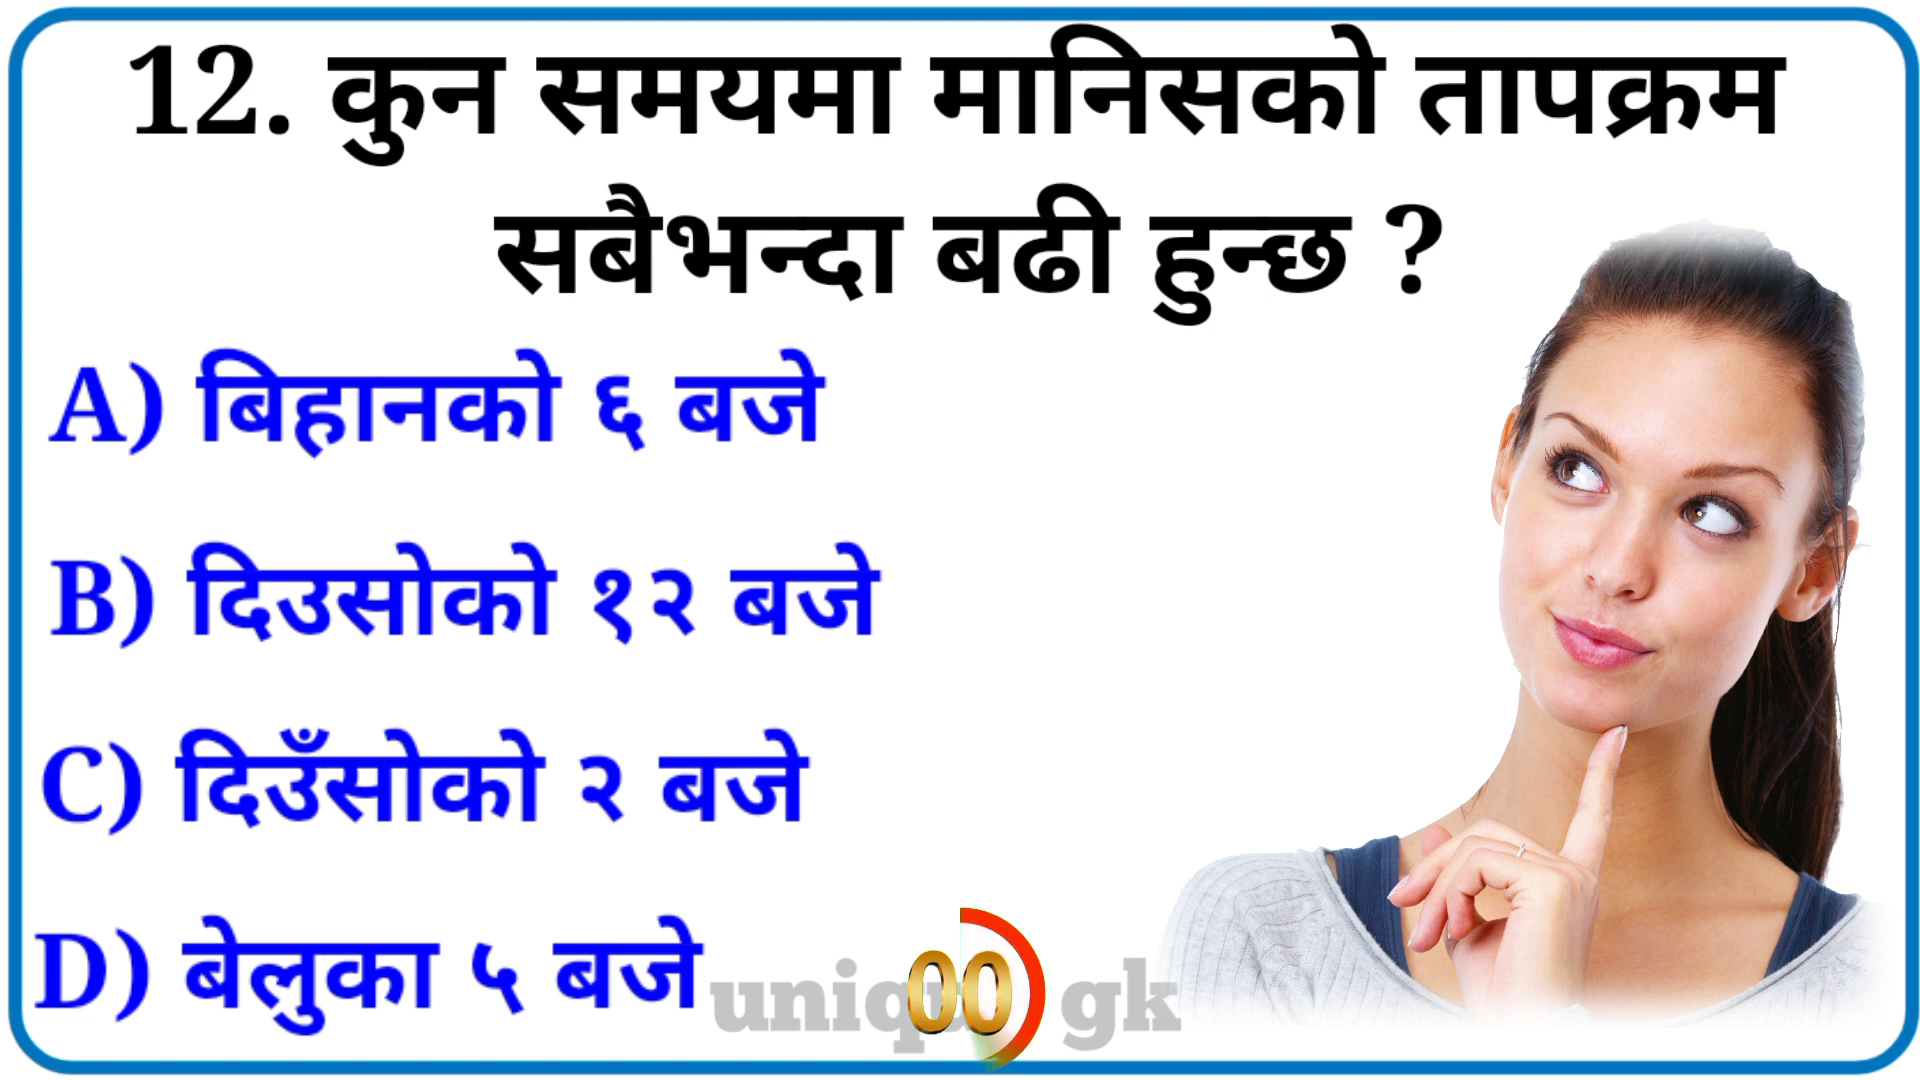 12. कुन समयमा मानिसको तापक्रम
सबैभन्दा बढी हुन्छ ?
A) बिहानको ६ बजे
B) दिउसोको १२ बजे
C) दिउँसोको २ बजे
D) बेलुका ५ बजे
00
gk